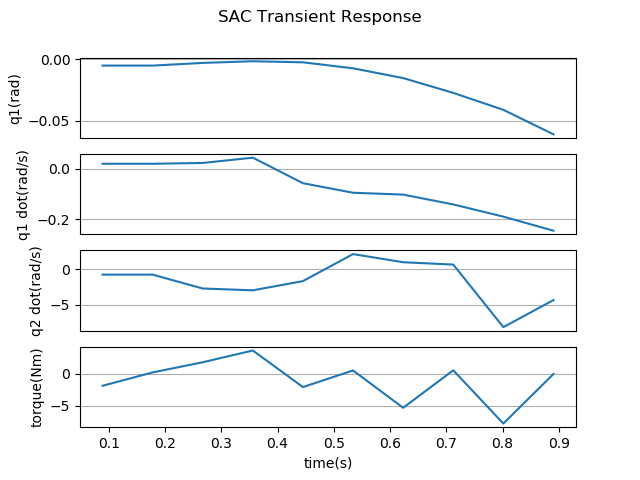 SAC Transient Response
0.00
−0.05
q1(rad)
0.0
−0.2
q1 dot(rad/s)
0
−5
q2 dot(rad/s)
0
−5
torque(Nm)
0.1 0.2 0.3 0.4 0.5 0.6 0.7 0.8 0.9
time(s)